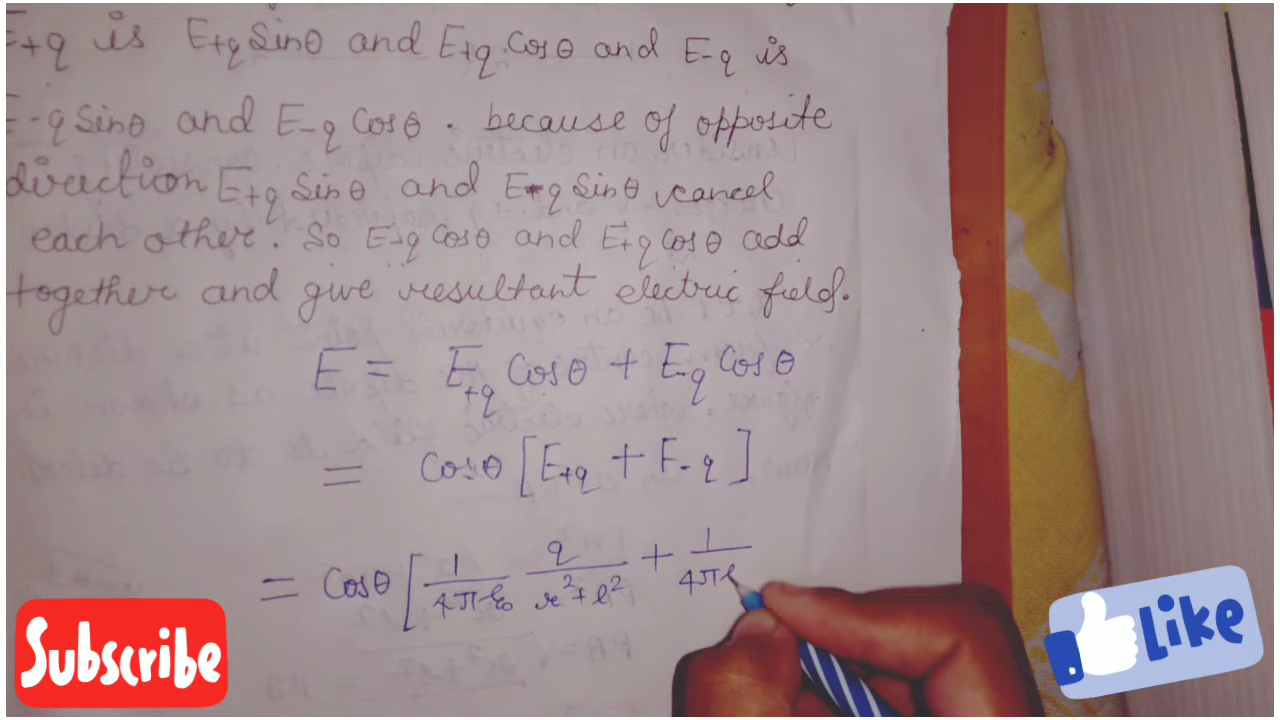 E+q is E+q Sinθ and E+q Cosθ and E-q is
E-q Sinθ and E-q Cosθ. because of opposite
direction E+q Sinθ and E-q Sinθ cancel
each other. So E-q Cosθ and E+q Cosθ add
together and give resultant electric field.
E = E+q Cosθ + E-q Cosθ
= Cosθ [E+q + E-q]
= Cosθ [1/4πε₀ q/r²+l² + 1/4πε
Subscribe
Like